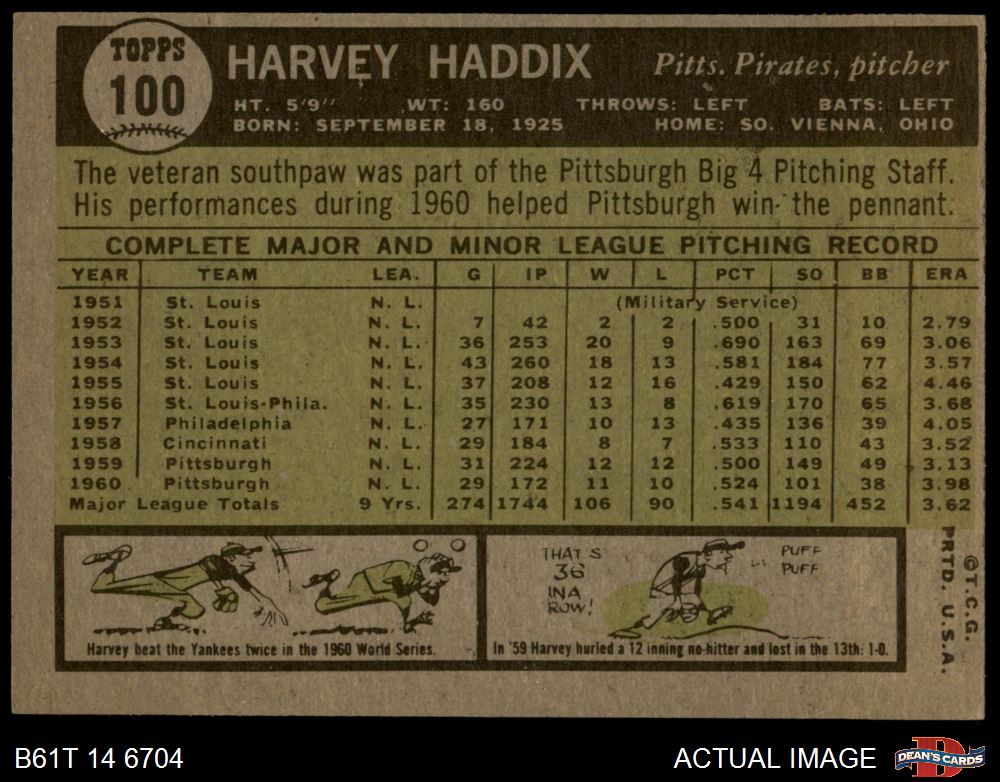 TOPPS
100
HARVEY HADDIX
Pitts. Pirates, pitcher
HT. 5'9" WT: 160 THROWS: LEFT BATS: LEFT
BORN: SEPTEMBER 18, 1925 HOME: SO. VIENNA, OHIO
The veteran southpaw was part of the Pittsburgh Big 4 Pitching Staff.
His performances during 1960 helped Pittsburgh win the pennant.
COMPLETE MAJOR AND MINOR LEAGUE PITCHING RECORD
YEAR TEAM LEA. G IP W L PCT SO BB ERA
1951 St. Louis N. L. (Military Service)
1952 St. Louis N. L. 7 42 2 2 .500 31 10 2.79
1953 St. Louis N. L. 36 253 20 9 .690 163 69 3.06
1954 St. Louis N. L. 43 260 18 13 .581 184 77 3.57
1955 St. Louis N. L. 37 208 12 16 .429 150 62 4.46
1956 St. Louis-Phila. N. L. 35 230 13 8 .619 170 65 3.68
1957 Philadelphia N. L. 27 171 10 13 .435 136 39 4.05
1958 Cincinnati N. L. 29 184 8 7 .533 110 43 3.52
1959 Pittsburgh N. L. 31 224 12 12 .500 149 49 3.13
1960 Pittsburgh N. L. 29 172 11 10 .524 101 38 3.98
Major League Totals 9 Yrs. 274 1744 106 90 .541 1194 452 3.62
THAT S
36
IN A
ROW!
PUFF
PUFF
Harvey beat the Yankees twice in the 1960 World Series.
In '59 Harvey hurled a 12 inning no-hitter and lost in the 13th: 1-0.
©T.C.G.
PRTD. U.S.A.
B61T 14 6704
ACTUAL IMAGE
D
DEAN'S CARDS